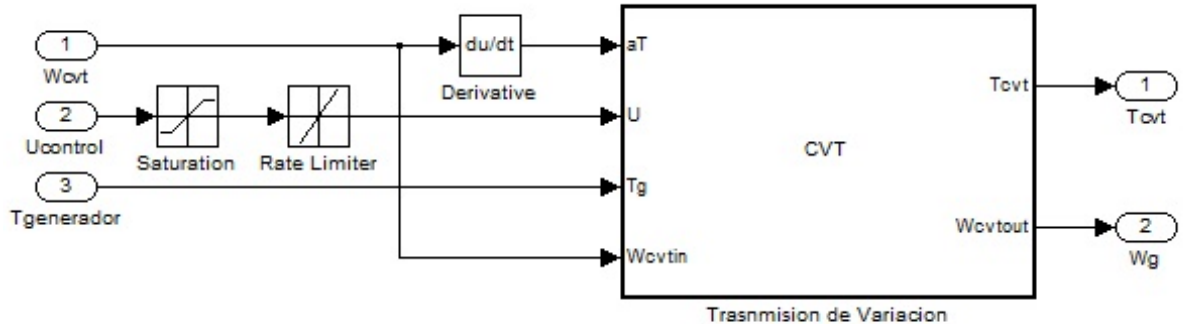 1
Wcvt
2
Ucontrol
3
Tgenerador
Saturation
Rate Limiter
du/dt
Derivative
aT
U
Tg
Wcvtin
CVT
Tcvt
Wcvtout
Trasnmision de Variacion
1
Tcvt
2
Wg